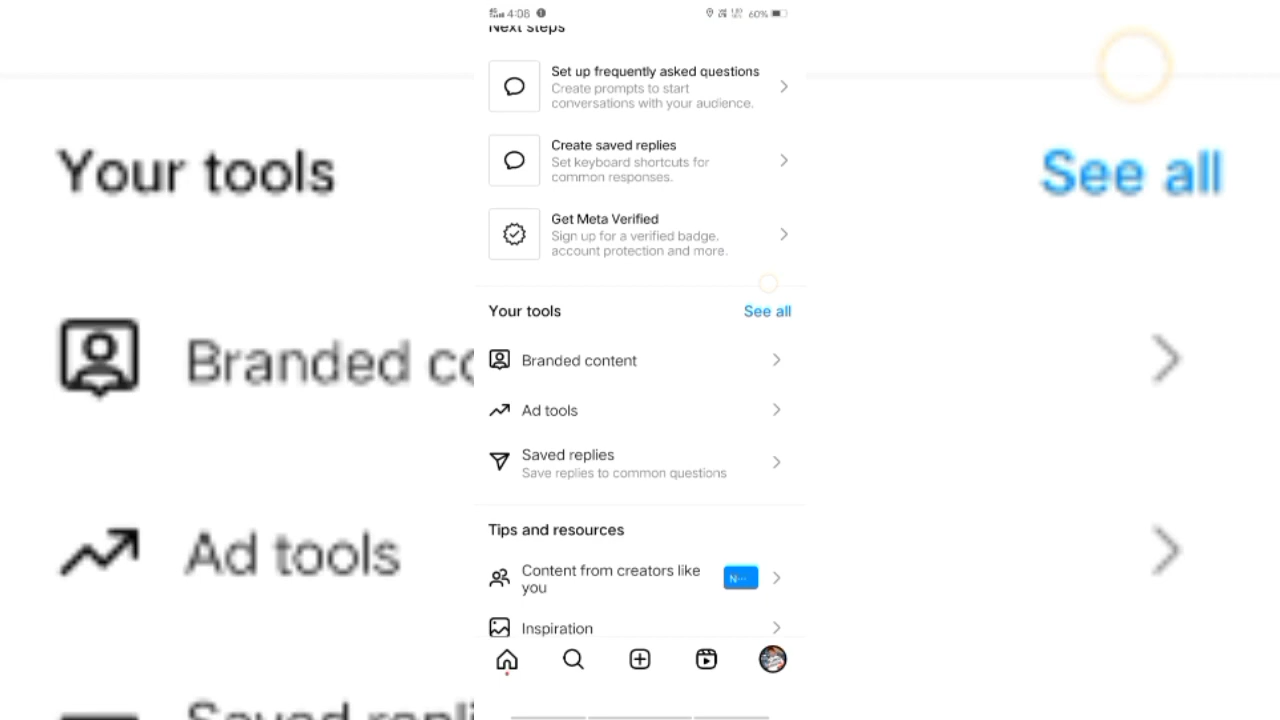 4:08
60%
Next steps
Set up frequently asked questions
Create prompts to start
conversations with your audience.
Create saved replies
Set keyboard shortcuts for
common responses.
Get Meta Verified
Sign up for a verified badge,
account protection and more.
Your tools
See all
Branded content
Ad tools
Saved replies
Save replies to common questions
Tips and resources
Content from creators like
you
N...
Inspiration
Your tools
See all
Branded co
Ad tools
Saved repli